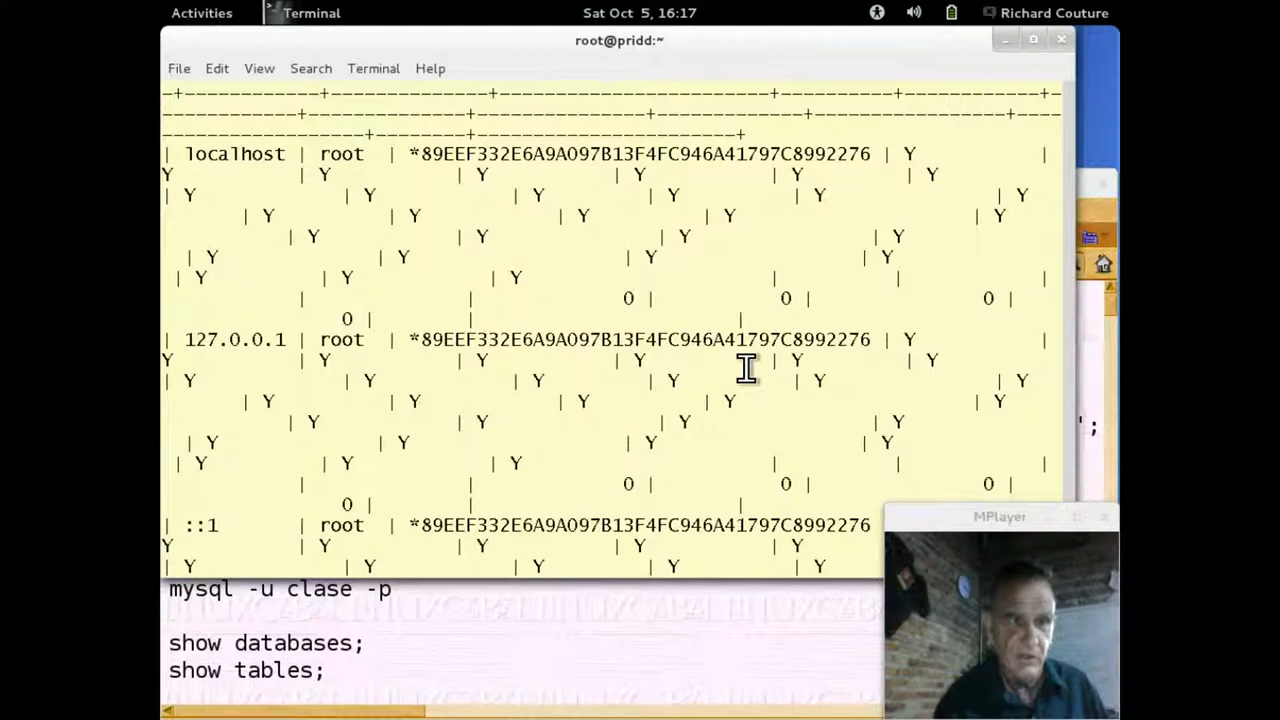 Activities Terminal Sat Oct 5, 16:17 Richard Couture
root@pridd:~
File Edit View Search Terminal Help
-+------------+--------------+------------------------+----------+------------+-
-----------+--------------+---------------+-------------+-----------------+----
------------------+--------+-----------------------+
| localhost | root | *89EEF332E6A9A097B13F4FC946A41797C8992276 | Y |
Y | Y | Y | Y | Y | Y
| Y | Y | Y | Y | Y | Y
| Y | Y | Y | Y | Y
| Y | Y | Y | Y
| Y | Y | Y | Y
| Y | Y | Y | | |
| | 0 | 0 | 0 |
0 | | |
| 127.0.0.1 | root | *89EEF332E6A9A097B13F4FC946A41797C8992276 | Y |
Y | Y | Y | Y | Y | Y
| Y | Y | Y | Y | Y | Y
| Y | Y | Y | Y | Y
| Y | Y | Y | Y
| Y | Y | Y | Y
| Y | Y | Y | | |
| | 0 | 0 | 0 |
0 | | |
| ::1 | root | *89EEF332E6A9A097B13F4FC946A41797C8992276
Y | Y | Y | Y | Y
| Y | Y | Y | Y | Y
';
MPlayer
mysql -u clase -p
show databases;
show tables;